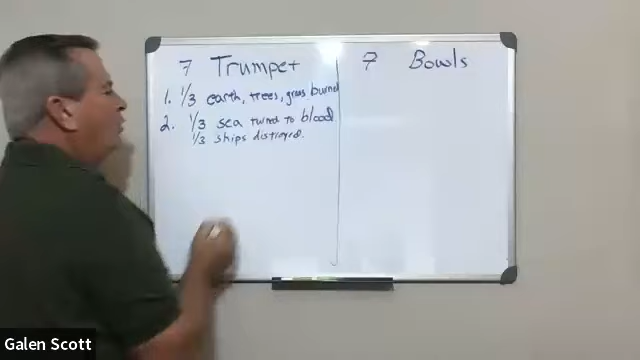 7 Trumpet
1. 1/3 earth, trees, grass burned
2. 1/3 sea turned to blood
1/3 ships distroyed.
7 Bowls
Galen Scott